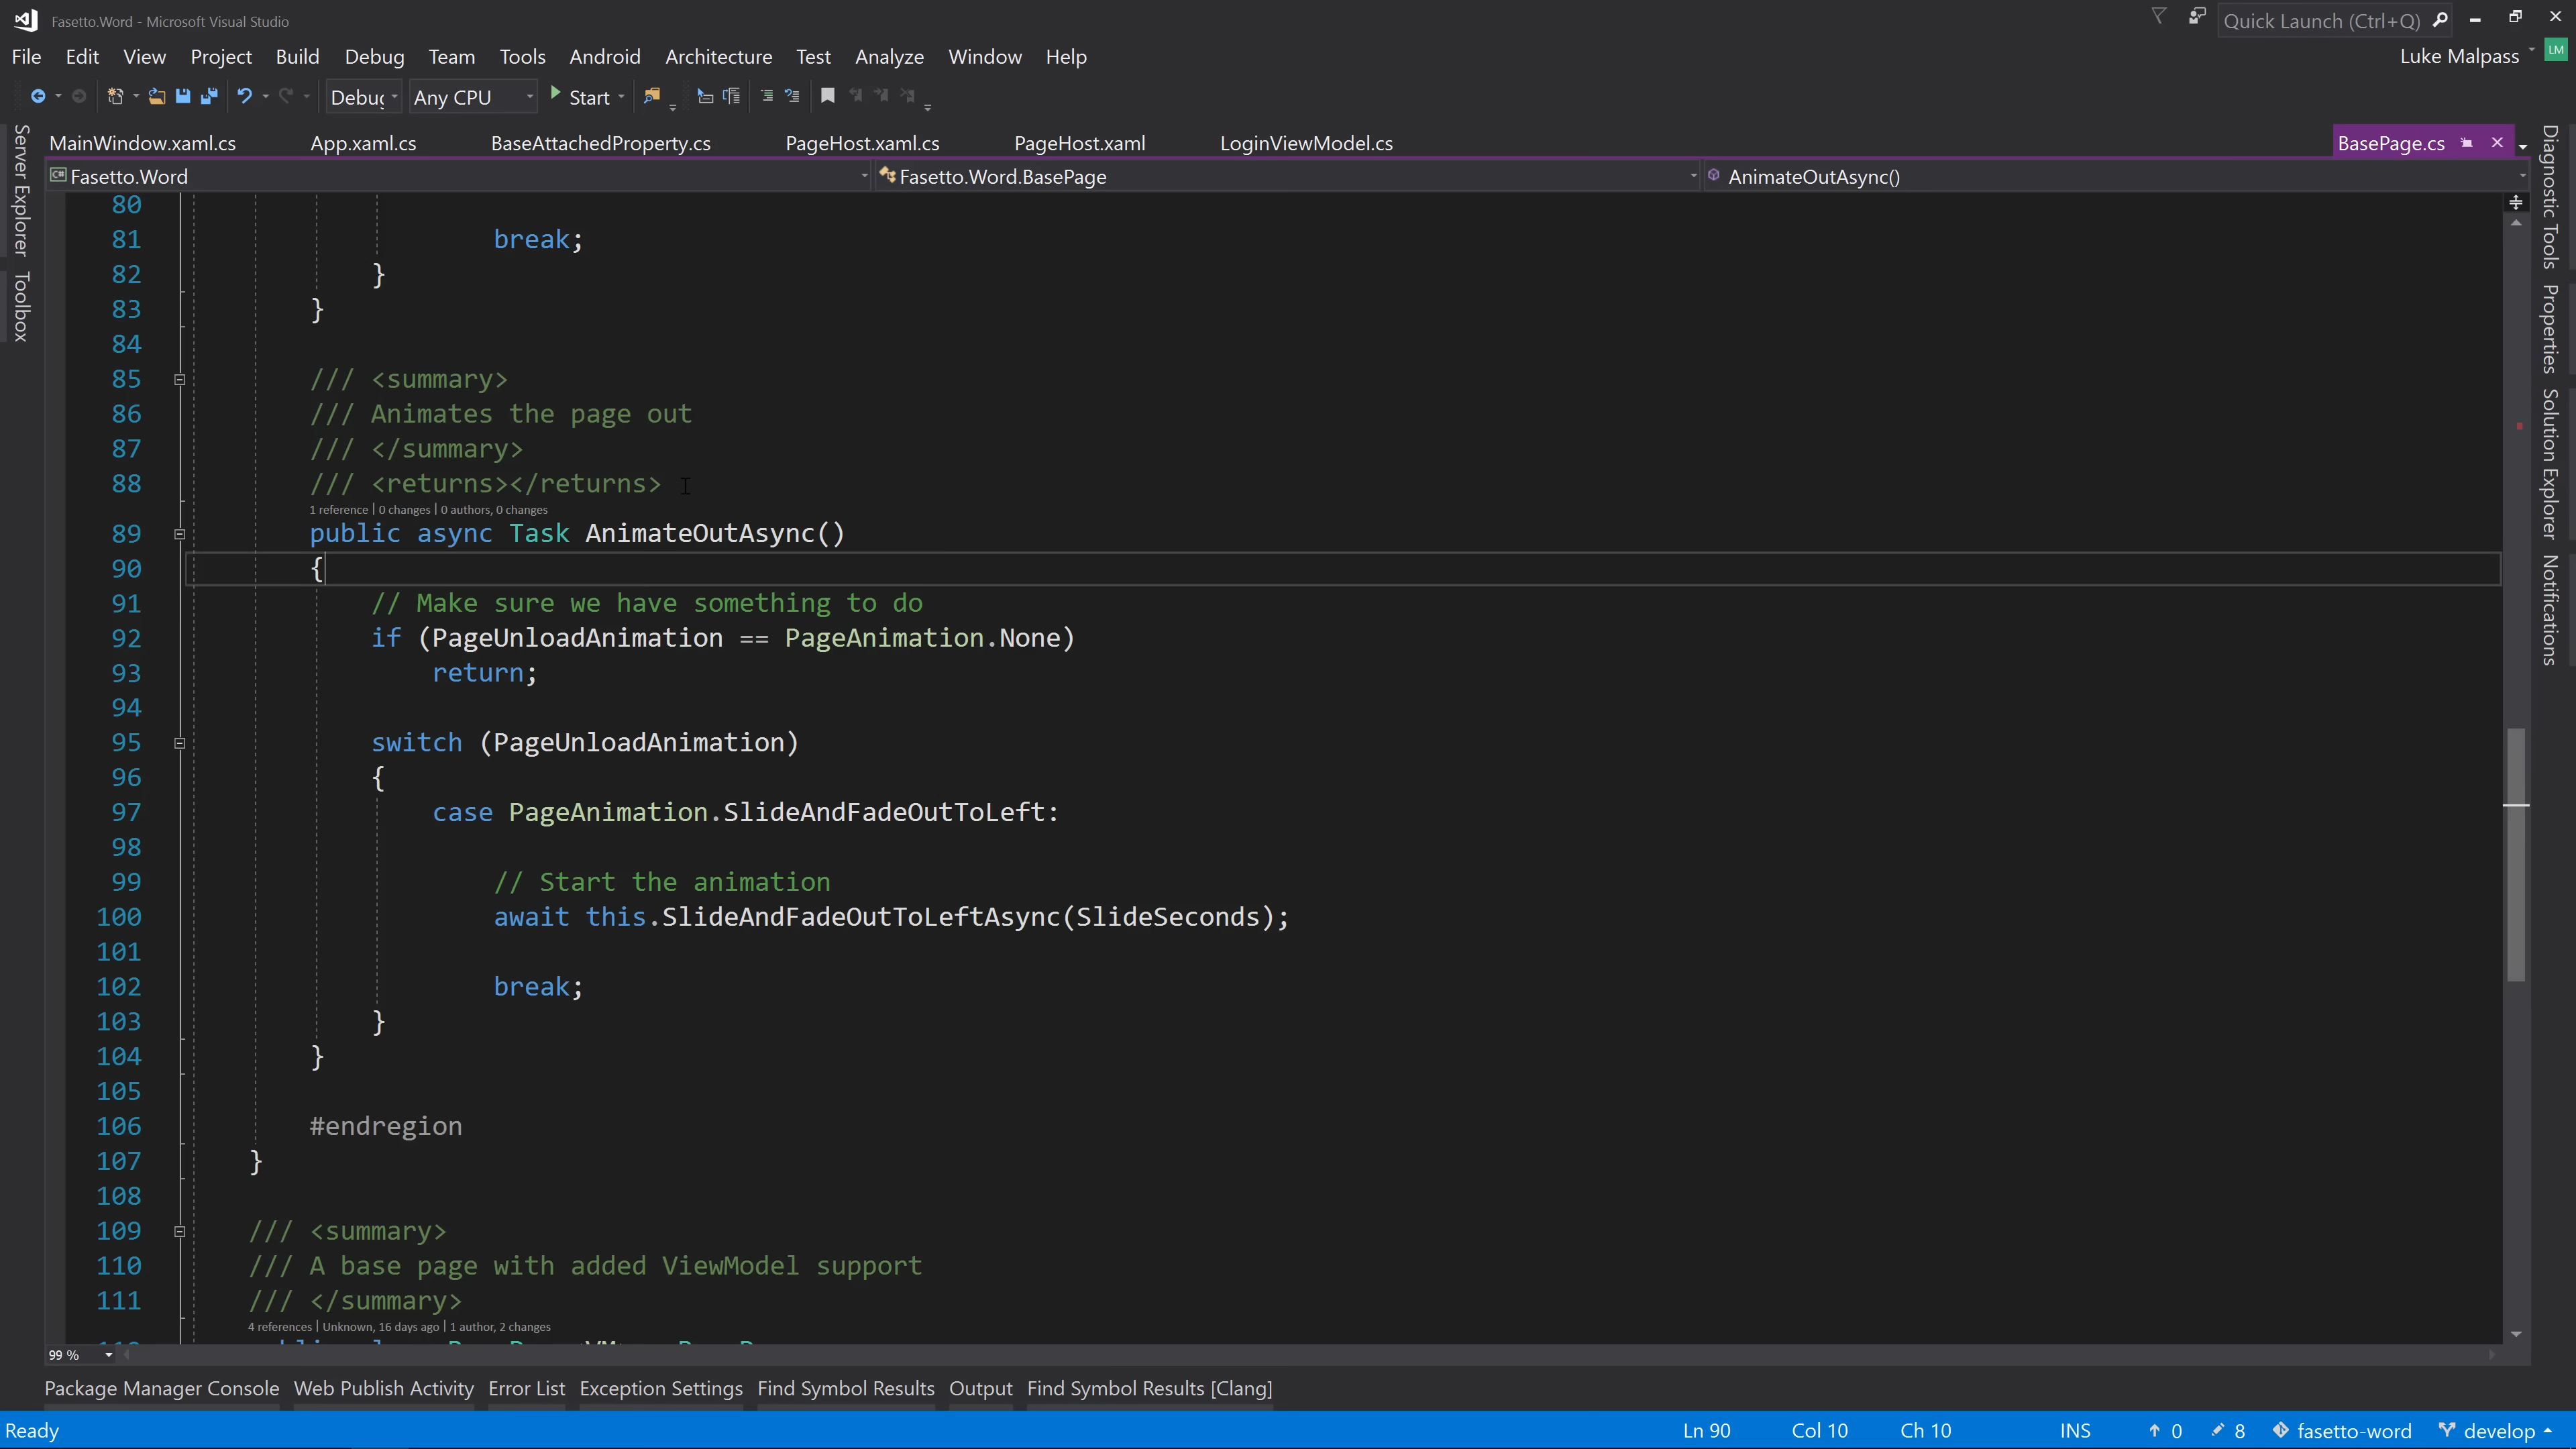 Fasetto.Word - Microsoft Visual Studio
Quick Launch (Ctrl+Q)
File Edit View Project Build Debug Team Tools Android Architecture Test Analyze Window Help
Luke Malpass LM
Debug Any CPU Start
MainWindow.xaml.cs App.xaml.cs BaseAttachedProperty.cs PageHost.xaml.cs PageHost.xaml LoginViewModel.cs BasePage.cs
C# Fasetto.Word Fasetto.Word.BasePage AnimateOutAsync()
Server Explorer
Toolbox
Diagnostic Tools
Properties
Solution Explorer
Notifications
80
81 break;
82 }
83 }
84
85 /// <summary>
86 /// Animates the page out
87 /// </summary>
88 /// <returns></returns>
1 reference | 0 changes | 0 authors, 0 changes
89 public async Task AnimateOutAsync()
90 {
91 // Make sure we have something to do
92 if (PageUnloadAnimation == PageAnimation.None)
93 return;
94
95 switch (PageUnloadAnimation)
96 {
97 case PageAnimation.SlideAndFadeOutToLeft:
98
99 // Start the animation
100 await this.SlideAndFadeOutToLeftAsync(SlideSeconds);
101
102 break;
103 }
104 }
105
106 #endregion
107 }
108
109 /// <summary>
110 /// A base page with added ViewModel support
111 /// </summary>
4 references | Unknown, 16 days ago | 1 author, 2 changes
99 %
Package Manager Console Web Publish Activity Error List Exception Settings Find Symbol Results Output Find Symbol Results [Clang]
Ready Ln 90 Col 10 Ch 10 INS 0 8 fasetto-word develop